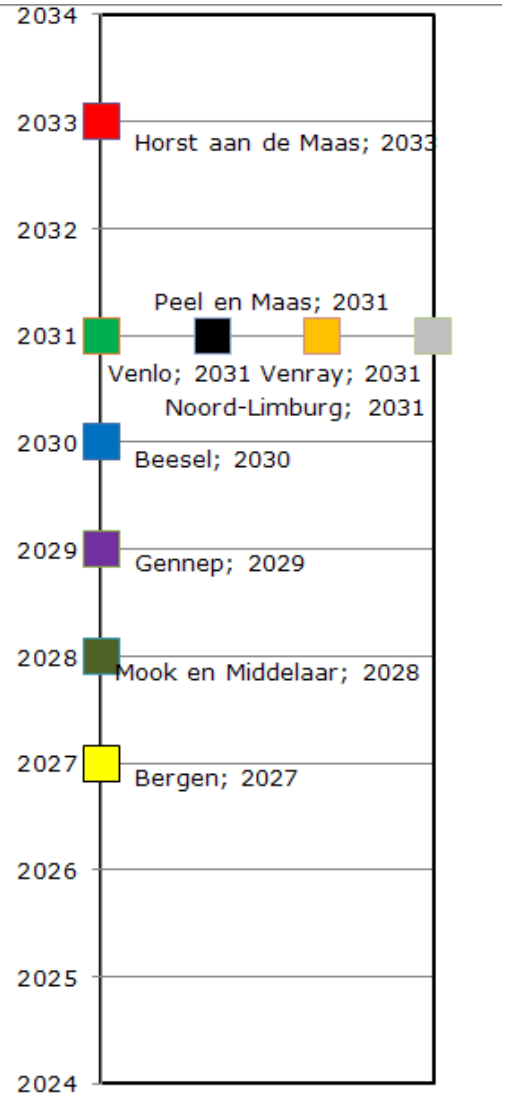 2034
2033
Horst aan de Maas; 2033
2032
Peel en Maas; 2031
2031
Venlo; 2031 Venray; 2031
Noord-Limburg; 2031
2030
Beesel; 2030
2029
Gennep; 2029
2028
Mook en Middelaar; 2028
2027
Bergen; 2027
2026
2025
2024